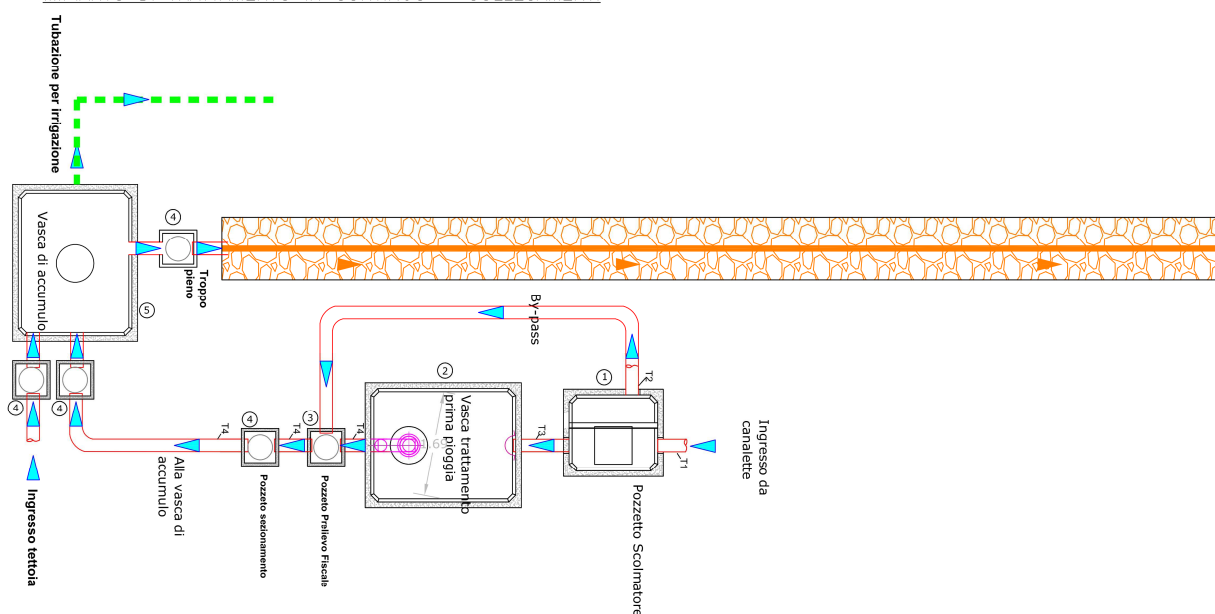 Tubazione per irrigazione
Vasca di accumulo
4
Troppo
pieno
5
By-pass
1
T2
2
Vasca trattamento
prima pioggia
Ingresso da
canalette
3
4
T4
T4
T4
T3
T1
4
4
Alla vasca di
accumulo
Pozzeto sezionamento
Pozzeto Prelievo Fiscale
Pozzetto Scolmatore
Ingresso tettoia